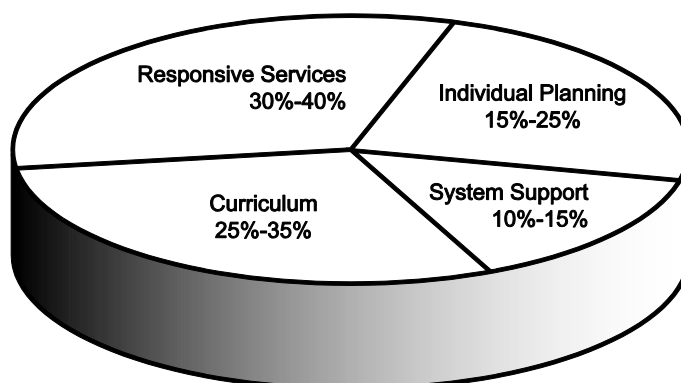 Responsive Services
30%-40%
Individual Planning
15%-25%
System Support
10%-15%
Curriculum
25%-35%